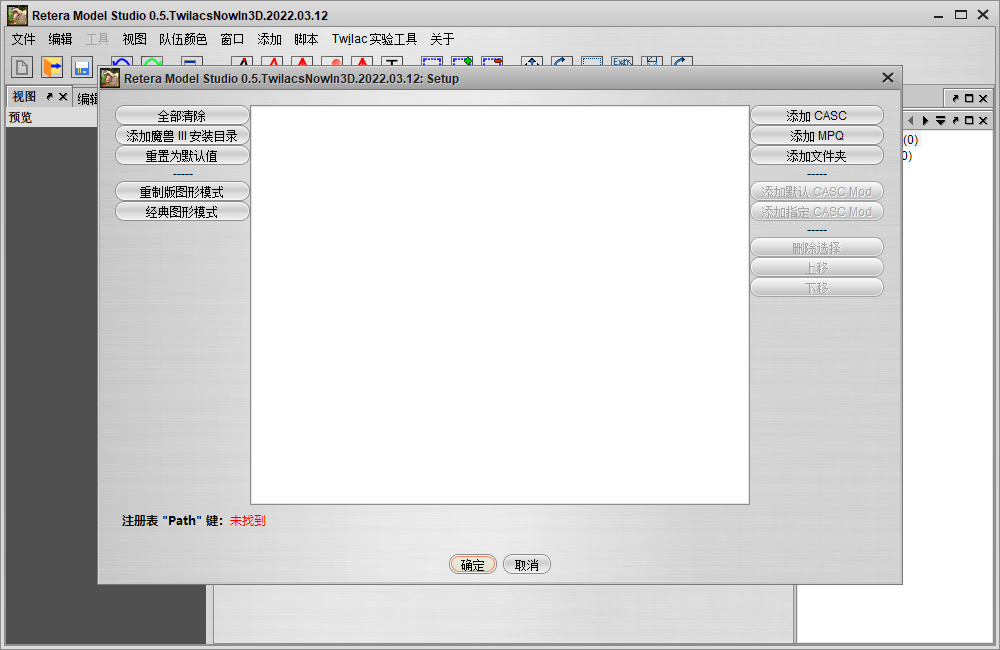 Retera Model Studio 0.5.TwilacsNowIn3D.2022.03.12
文件 编辑 工具 视图 队伍颜色 窗口 添加 脚本 Twilac实验工具 关于
Retera Model Studio 0.5.TwilacsNowIn3D.2022.03.12: Setup
视图
编辑
预览
(0)
0)
全部清除
添加魔兽 III 安装目录
重置为默认值
-----
重制版图形模式
经典图形模式
添加 CASC
添加 MPQ
添加文件夹
-----
添加默认 CASC Mod
添加指定 CASC Mod
-----
删除选择
上移
下移
注册表 "Path" 键: 未找到
确定
取消